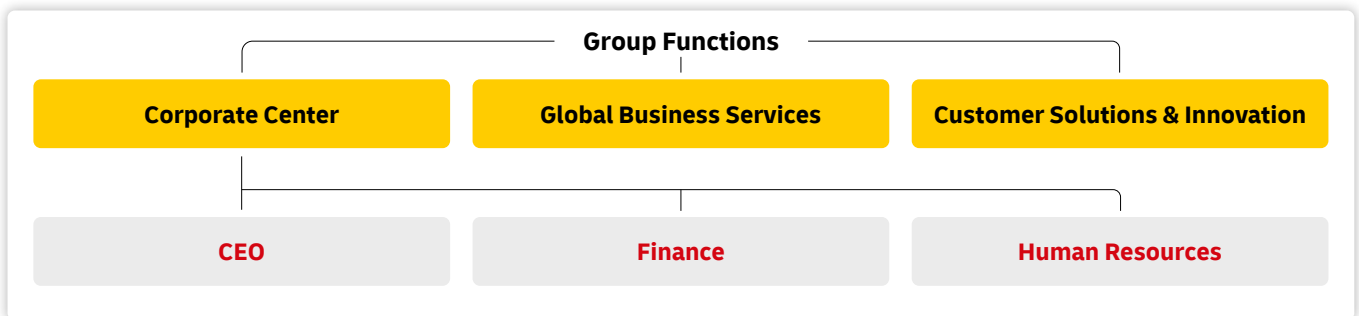 Group Functions
Corporate Center
Global Business Services
Customer Solutions & Innovation
CEO
Finance
Human Resources